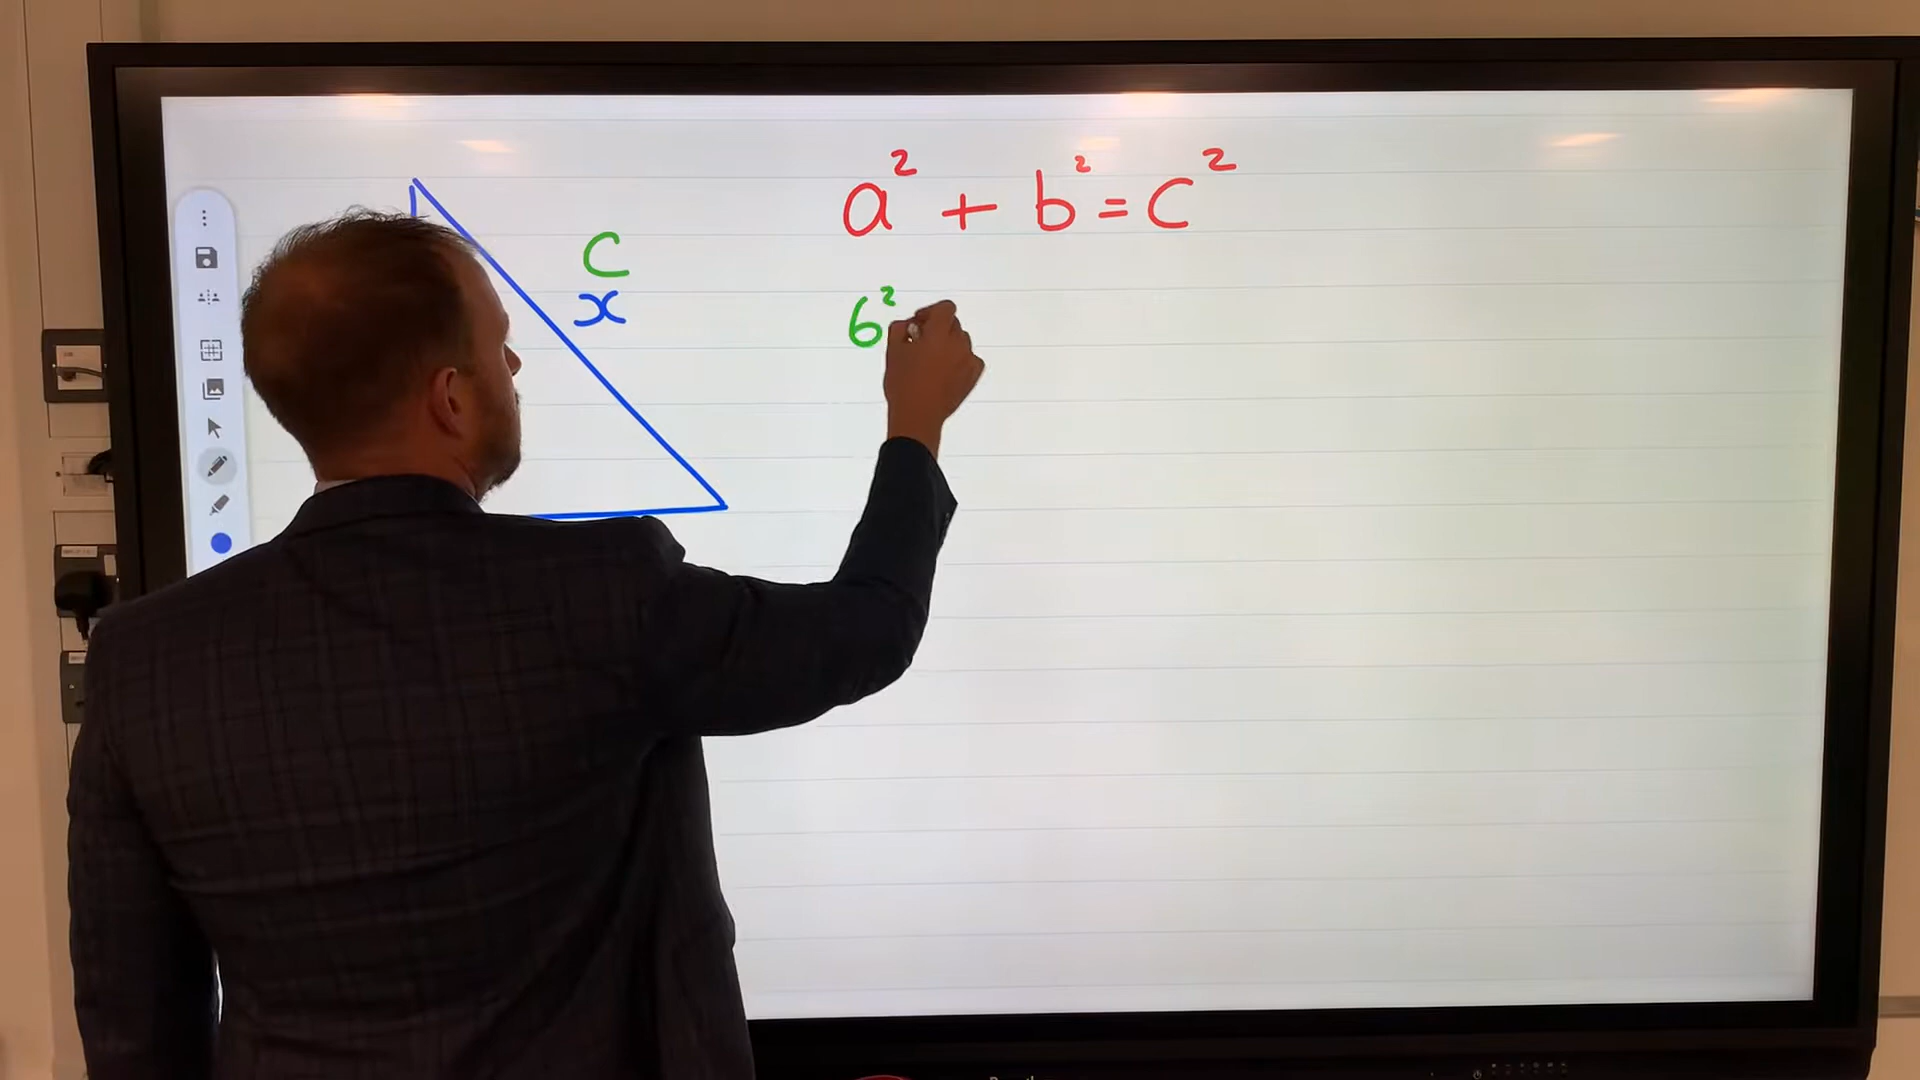 a² + b² = c²
C
x
6²